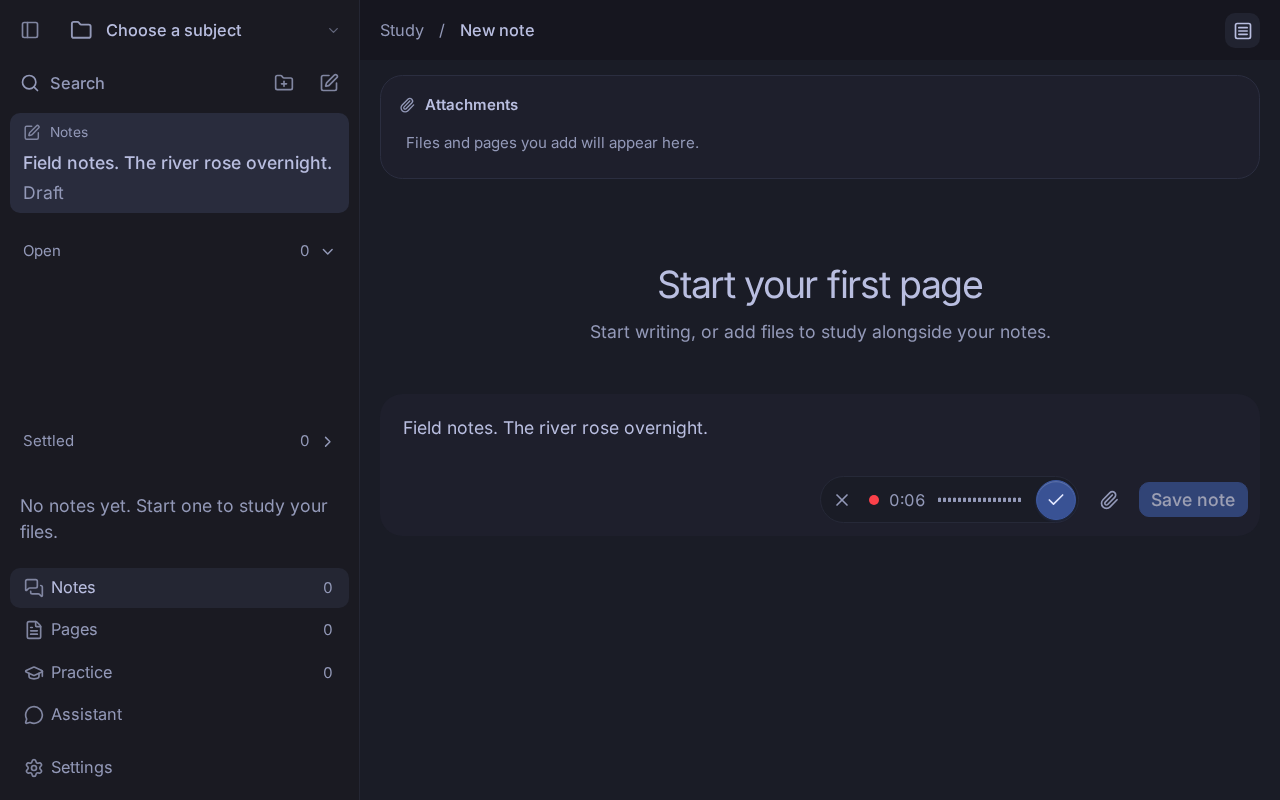 Choose a subject
Search
Notes
Field notes. The river rose overnight.
Draft
Open 0
Settled 0
No notes yet. Start one to study your
files.
Notes 0
Pages 0
Practice 0
Assistant
Settings
Study / New note
Attachments
Files and pages you add will appear here.
Start your first page
Start writing, or add files to study alongside your notes.
Field notes. The river rose overnight.
0:06
Save note